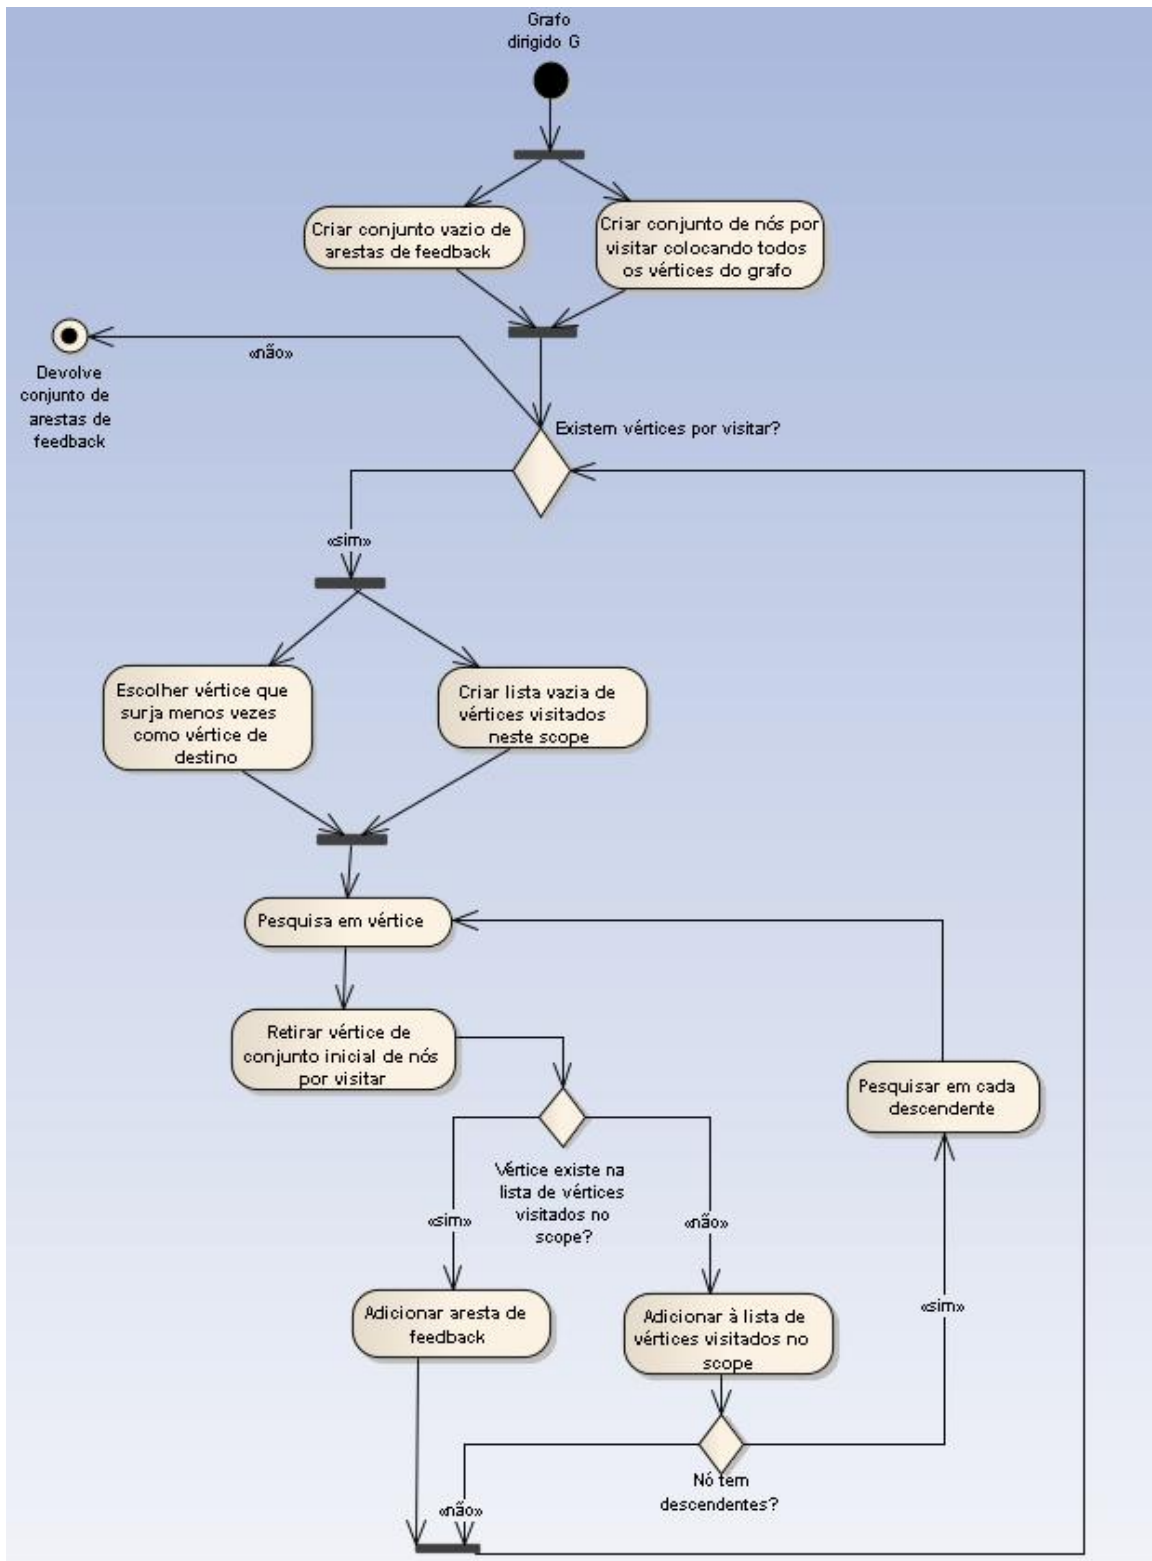 Grafo
dirigido G
Criar conjunto vazio de
arestas de feedback
Criar conjunto de nós por
visitar colocando todos
os vértices do grafo
«não»
Devolve
conjunto de
arestas de
feedback
Existem vértices por visitar?
«sim»
Escolher vértice que
surja menos vezes
como vértice de
destino
Criar lista vazia de
vértices visitados
neste scope
Pesquisa em vértice
Retirar vértice de
conjunto inicial de nós
por visitar
Pesquisar em cada
descendente
Vértice existe na
lista de vértices
visitados no
scope?
«sim»
«não»
Adicionar aresta de
feedback
Adicionar à lista de
vértices visitados no
scope
«sim»
Nó tem
descendentes?
«não»